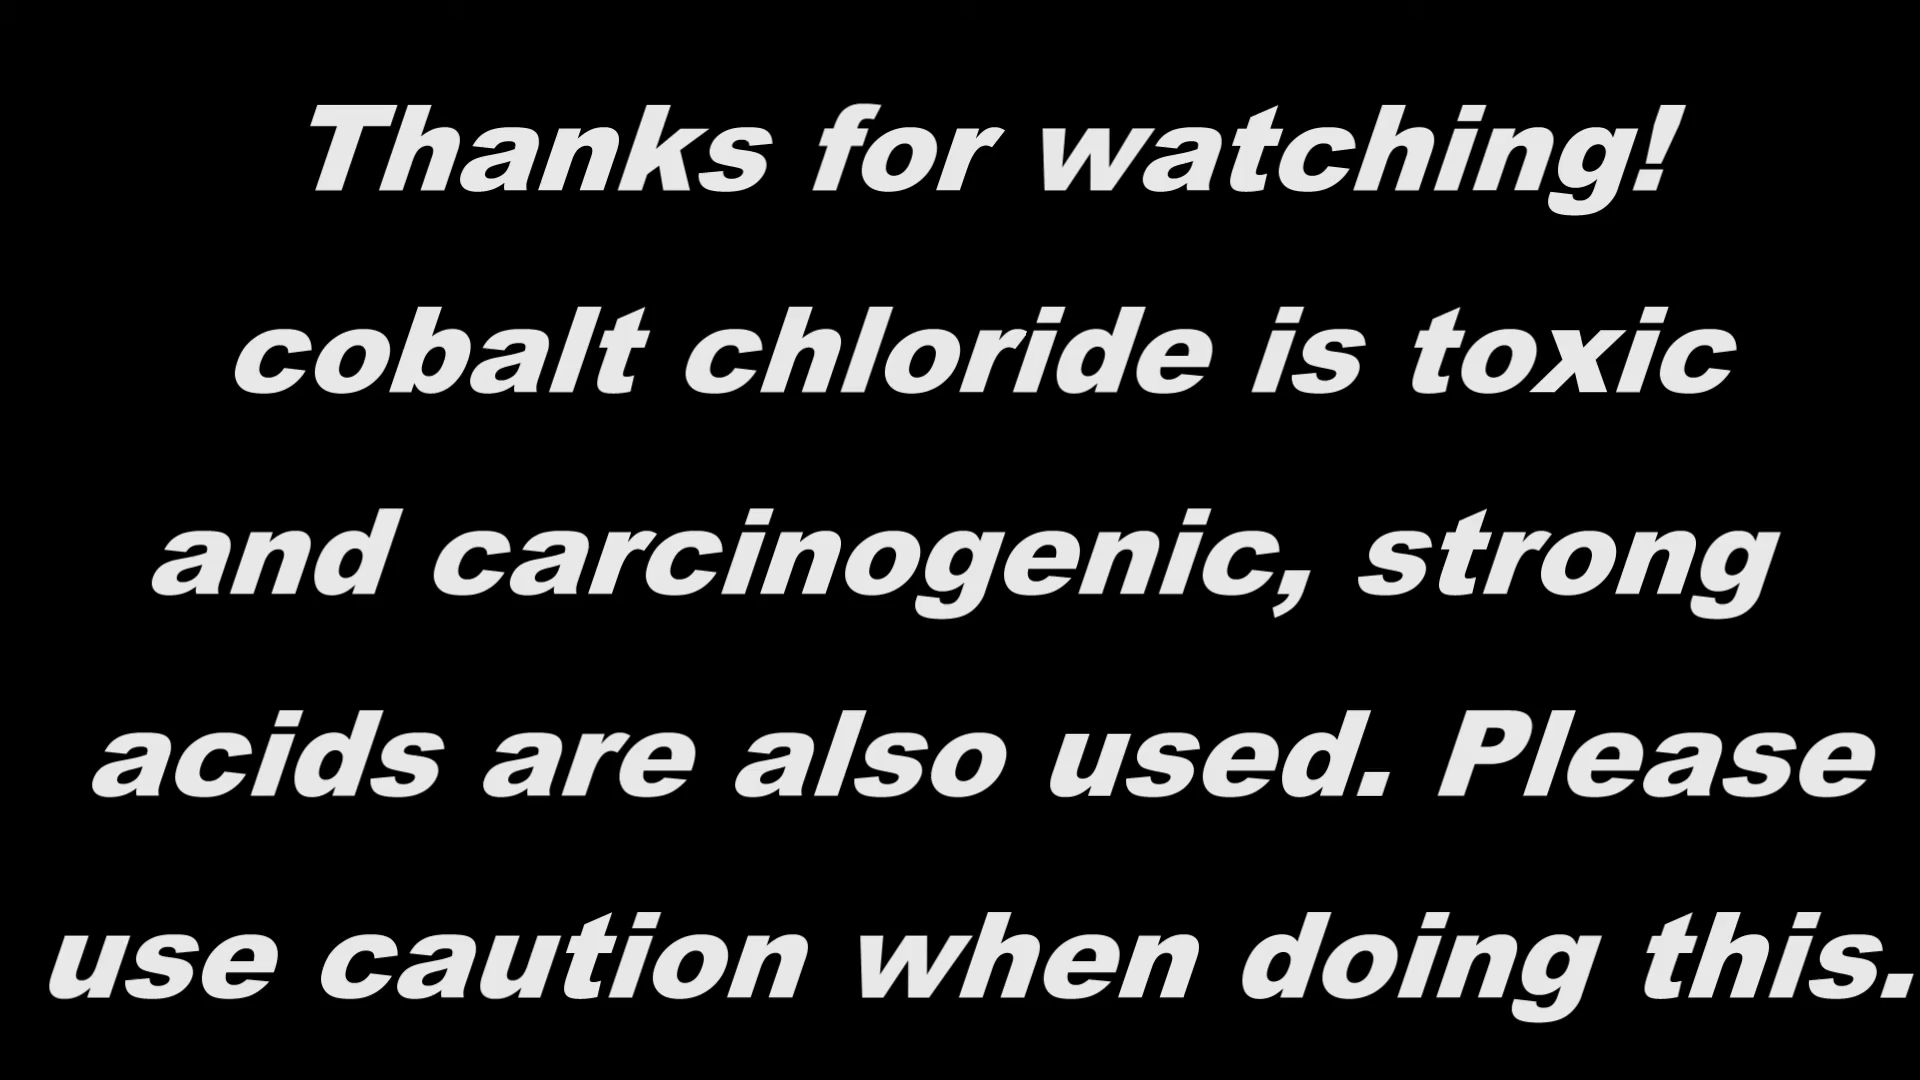 Thanks for watching!
cobalt chloride is toxic
and carcinogenic, strong
acids are also used. Please
use caution when doing this.